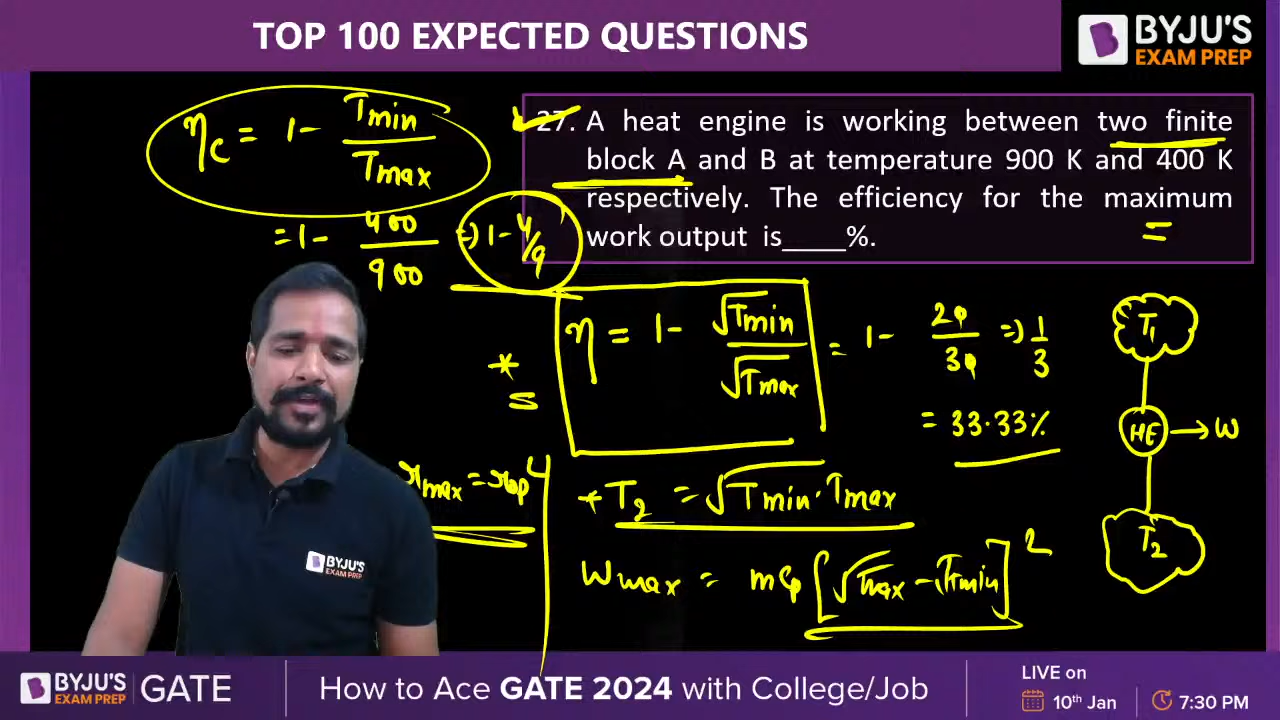 TOP 100 EXPECTED QUESTIONS
BYJU'S
EXAM PREP
27. A heat engine is working between two finite
block A and B at temperature 900 K and 400 K
respectively. The efficiency for the maximum
work output is____%.
ηc = 1 - Tmin/Tmax
= 1 - 400/900 ⇒ 1 - 4/9
η = 1 - √Tmin/√Tmax = 1 - 20/30 ⇒ 1/3
= 33.33%
* T2 = √Tmin·Tmax
Wmax = mcp [√Tmax - √Tmin]²
T1
HE → W
T2
BYJU'S
EXAM PREP
BYJU'S
EXAM PREP
GATE
How to Ace GATE 2024 with College/Job
LIVE on
10th Jan
7:30 PM